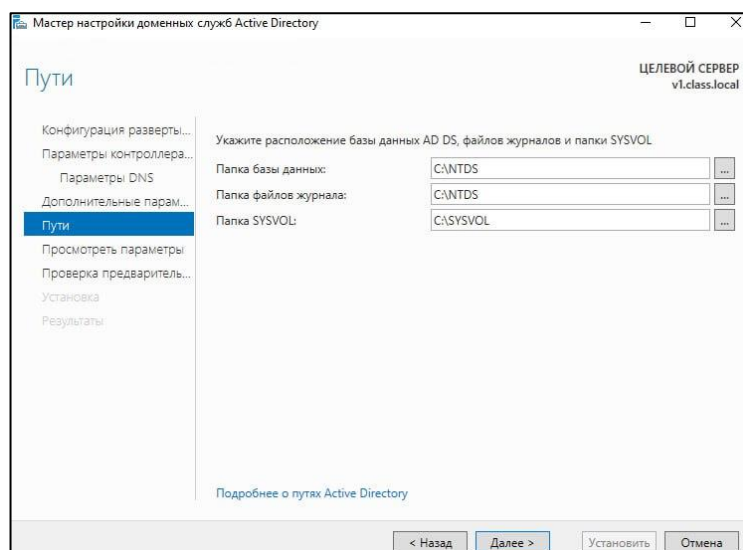 Мастер настройки доменных служб Active Directory
Пути
ЦЕЛЕВОЙ СЕРВЕР
v1.class.local
Конфигурация разверты...
Параметры контроллера...
Параметры DNS
Дополнительные парам...
Пути
Просмотреть параметры
Проверка предваритель...
Установка
Результаты
Укажите расположение базы данных AD DS, файлов журналов и папки SYSVOL
Папка базы данных: C:\NTDS ...
Папка файлов журнала: C:\NTDS ...
Папка SYSVOL: C:\SYSVOL ...
Подробнее о путях Active Directory
< Назад Далее > Установить Отмена